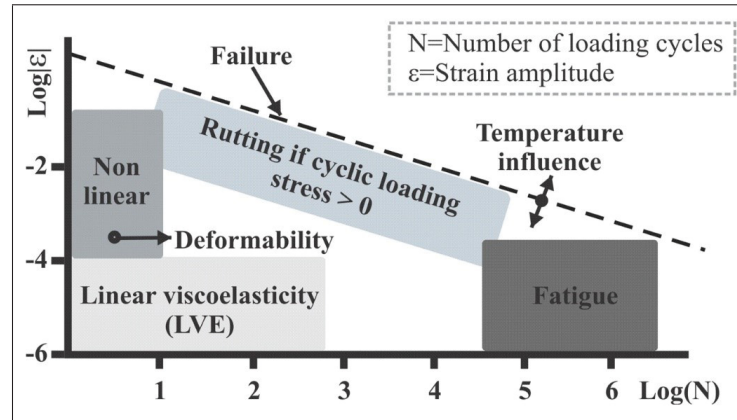 N=Number of loading cycles
ε=Strain amplitude
Log|ε|
Failure
Rutting if cyclic loading
stress > 0
Temperature
influence
-2
Non
linear
Deformability
-4
Linear viscoelasticity
(LVE)
Fatigue
-6
1 2 3 4 5 6 Log(N)